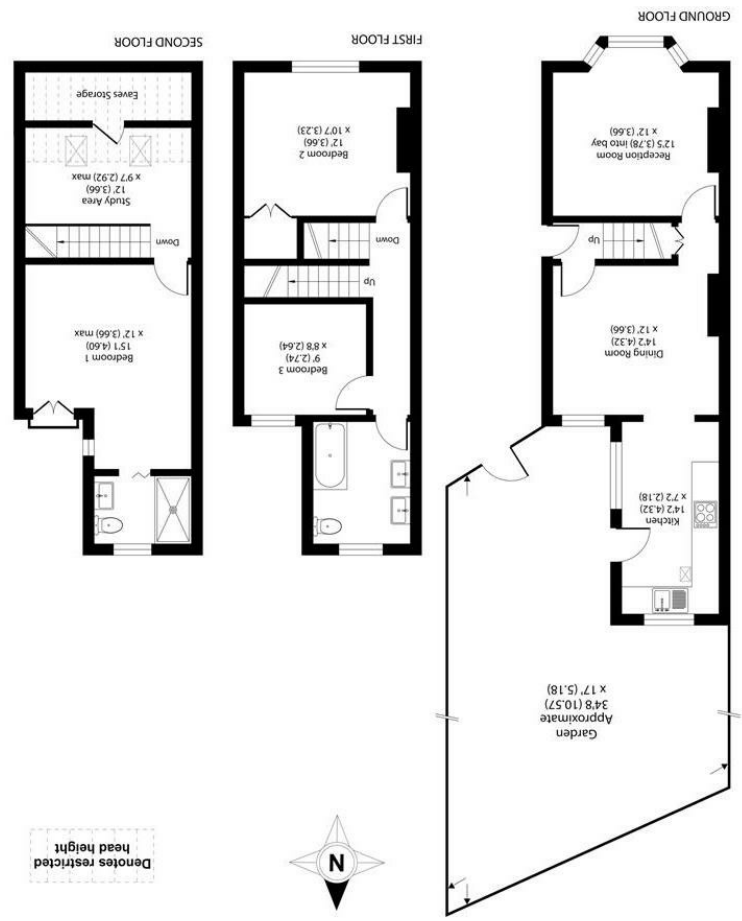 GROUND FLOOR
Reception Room
12'5 (3.78) into bay
x 12' (3.66)
Up
Dining Room
14'2 (4.32)
x 12' (3.66)
Kitchen
14'2 (4.32)
x 7'2 (2.18)
Garden
Approximate
34'8 (10.57)
x 17' (5.18)
FIRST FLOOR
Bedroom 2
12' (3.66)
x 10'7 (3.23)
Down
Up
Bedroom 3
9' (2.74)
x 8'8 (2.64)
SECOND FLOOR
Eaves Storage
Study Area
12' (3.66)
x 9'7 (2.92) max
Down
Bedroom 1
15'1 (4.60)
x 12' (3.66) max
N
Denotes restricted
head height